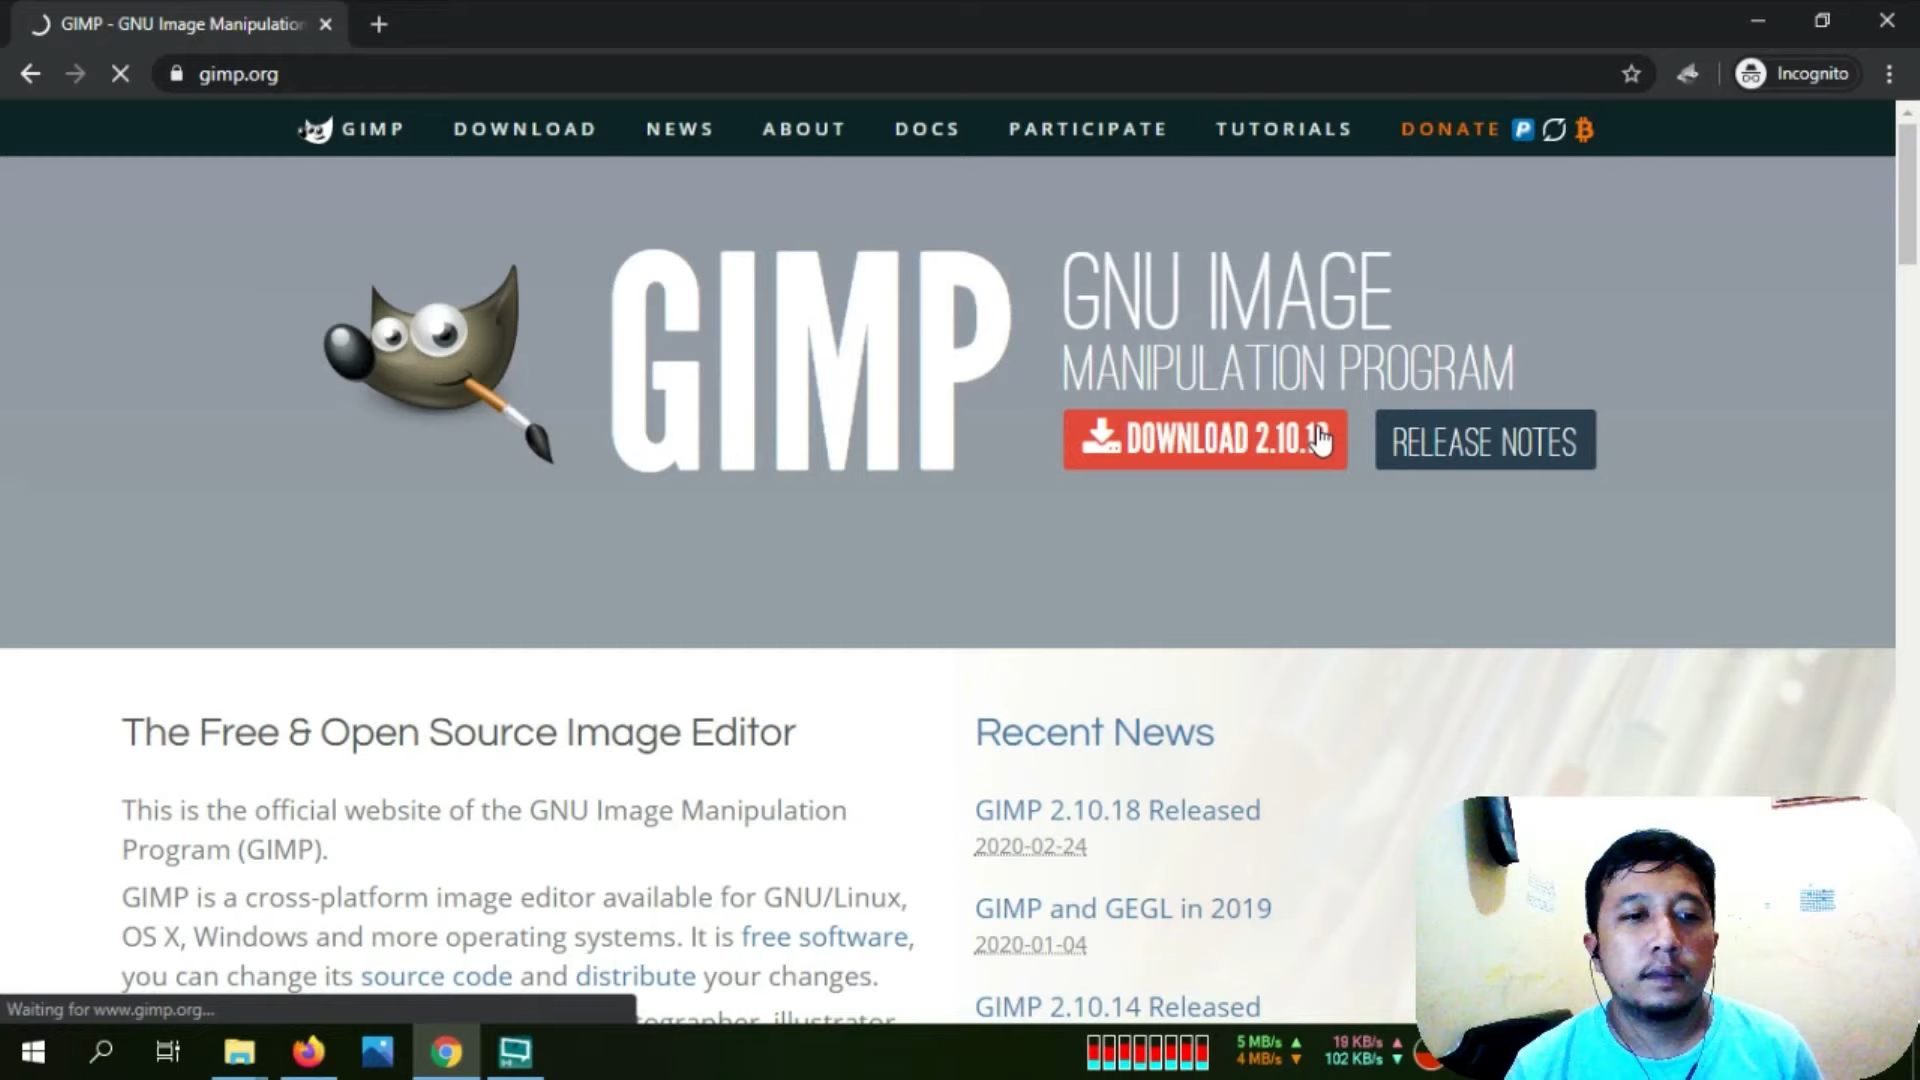 GIMP - GNU Image Manipulation
gimp.org
Incognito
GIMP DOWNLOAD NEWS ABOUT DOCS PARTICIPATE TUTORIALS DONATE
GIMP
GNU IMAGE
MANIPULATION PROGRAM
DOWNLOAD 2.10.18
RELEASE NOTES
The Free & Open Source Image Editor
This is the official website of the GNU Image Manipulation
Program (GIMP).
GIMP is a cross-platform image editor available for GNU/Linux,
OS X, Windows and more operating systems. It is free software,
you can change its source code and distribute your changes.
Recent News
GIMP 2.10.18 Released
2020-02-24
GIMP and GEGL in 2019
2020-01-04
GIMP 2.10.14 Released
Waiting for www.gimp.org...
5 MB/s 19 KB/s
4 MB/s 102 KB/s